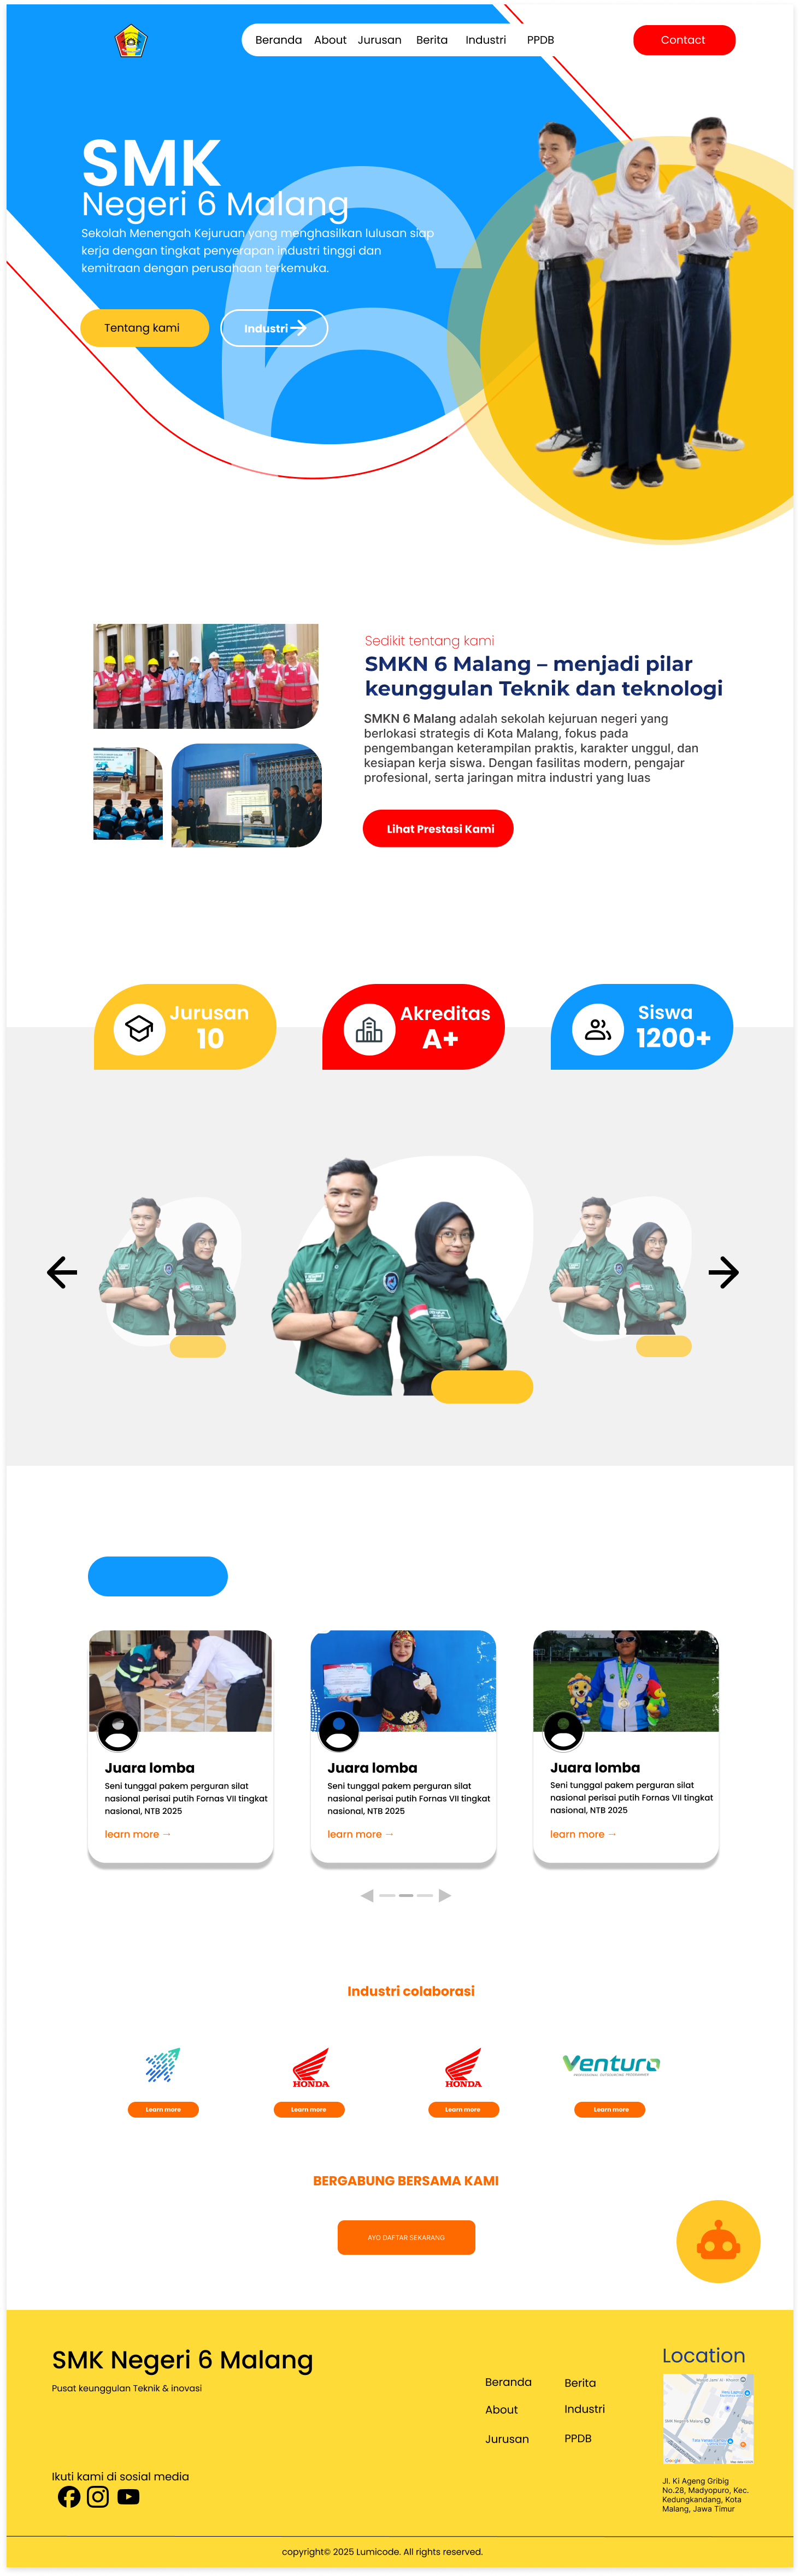 Beranda About Jurusan Berita Industri PPDB
Contact
SMK
Negeri 6 Malang
Sekolah Menengah Kejuruan yang menghasilkan lulusan siap
kerja dengan tingkat penyerapan industri tinggi dan
kemitraan dengan perusahaan terkemuka.
6
Tentang kami
Industri→
Sedikit tentang kami
SMKN 6 Malang – menjadi pilar
keunggulan Teknik dan teknologi
SMKN 6 Malang adalah sekolah kejuruan negeri yang
berlokasi strategis di Kota Malang, fokus pada
pengembangan keterampilan praktis, karakter unggul, dan
kesiapan kerja siswa. Dengan fasilitas modern, pengajar
profesional, serta jaringan mitra industri yang luas
Lihat Prestasi Kami
Jurusan
10
Akreditas
A+
Siswa
1200+
Juara lomba
Seni tunggal pakem perguran silat
nasional perisai putih Fornas VII tingkat
nasional, NTB 2025
learn more →
Juara lomba
Seni tunggal pakem perguran silat
nasional perisai putih Fornas VII tingkat
nasional, NTB 2025
learn more →
Juara lomba
Seni tunggal pakem perguran silat
nasional perisai putih Fornas VII tingkat
nasional, NTB 2025
learn more →
Industri colaborasi
HONDA
HONDA
Venturo
Learn more
Learn more
Learn more
Learn more
BERGABUNG BERSAMA KAMI
AYO DAFTAR SEKARANG
SMK Negeri 6 Malang
Pusat keunggulan Teknik & inovasi
Beranda
About
Jurusan
Berita
Industri
PPDB
Location
SMK Negeri 6 Malang
Google
Jl. Ki Ageng Gribig
No.28, Madyopuro, Kec.
Kedungkandang, Kota
Malang, Jawa Timur
Ikuti kami di sosial media
copyright© 2025 Lumicode. All rights reserved.